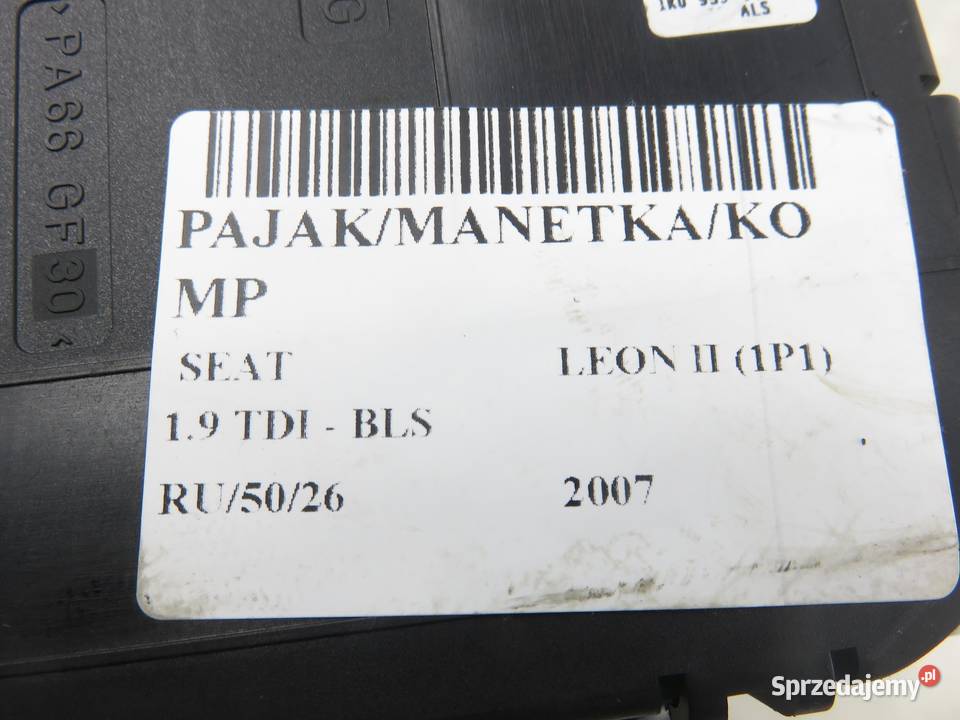 G
ALS
>PA66 GF30<
PAJAK/MANETKA/KO
MP
SEAT LEON II (1P1)
1.9 TDI - BLS
RU/50/26 2007
Sprzedajemy.pl